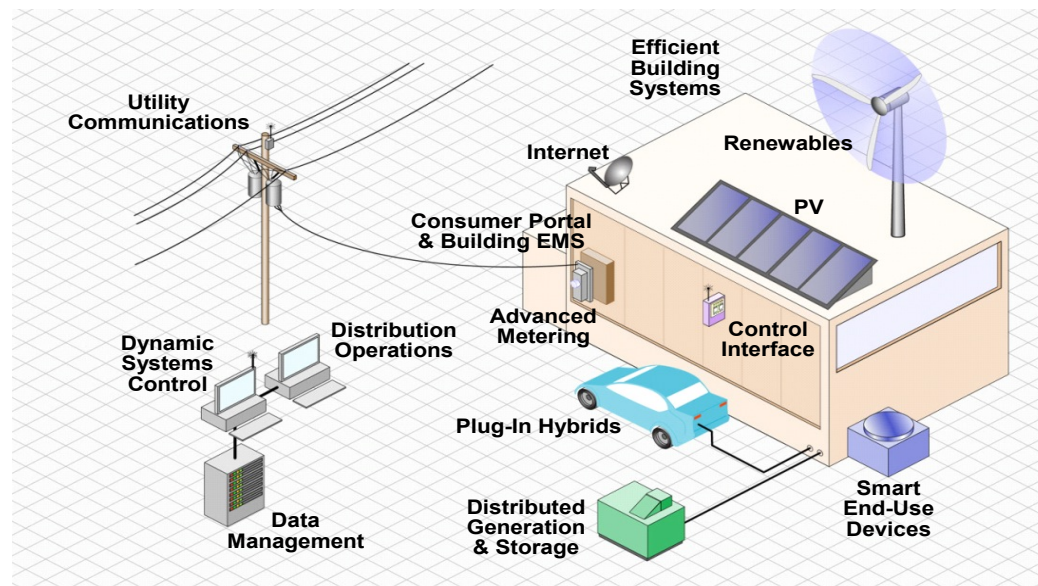 Efficient
Building
Systems
Utility
Communications
Internet
Renewables
PV
Consumer Portal
& Building EMS
Advanced
Metering
Control
Interface
Dynamic
Systems
Control
Distribution
Operations
Plug-In Hybrids
Data
Management
Distributed
Generation
& Storage
Smart
End-Use
Devices